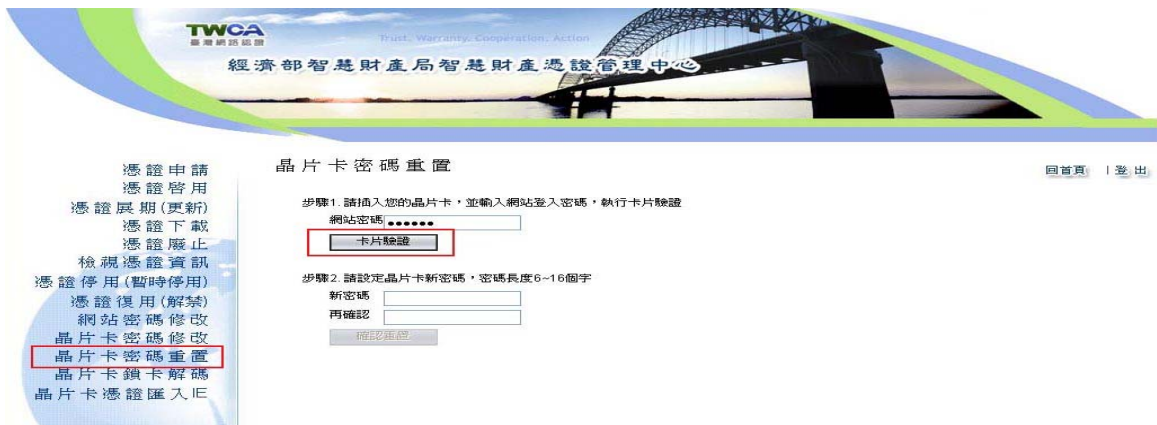 TWCA
臺灣網路認證
Trust. Warranty. Cooperation. Action
經濟部智慧財產局智慧財產憑證管理中心
憑證申請
憑證啓用
憑證展期(更新)
憑證下載
憑證廢止
檢視憑證資訊
憑證停用(暫時停用)
憑證復用(解禁)
網站密碼修改
晶片卡密碼修改
晶片卡密碼重置
晶片卡鎖卡解碼
晶片卡憑證匯入IE
晶片卡密碼重置
回首頁 | 登出
步驟1.請插入您的晶片卡，並輸入網站登入密碼，執行卡片驗證
網站密碼 ●●●●●●
卡片驗證
步驟2.請設定晶片卡新密碼，密碼長度6~16個字
新密碼
再確認
確認重置